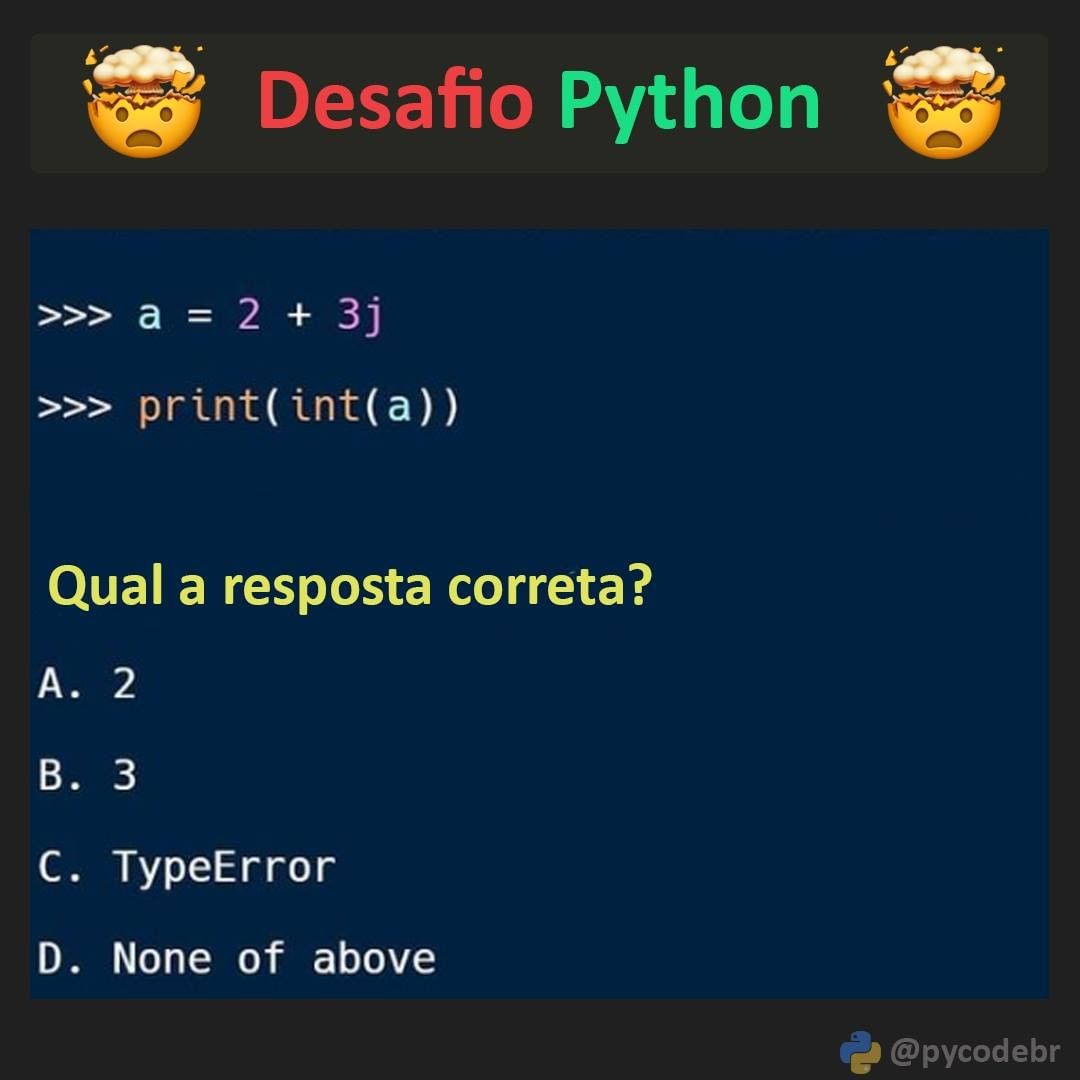 Desafio Python
>>> a = 2 + 3j
>>> print(int(a))
Qual a resposta correta?
A. 2
B. 3
C. TypeError
D. None of above
@pycodebr